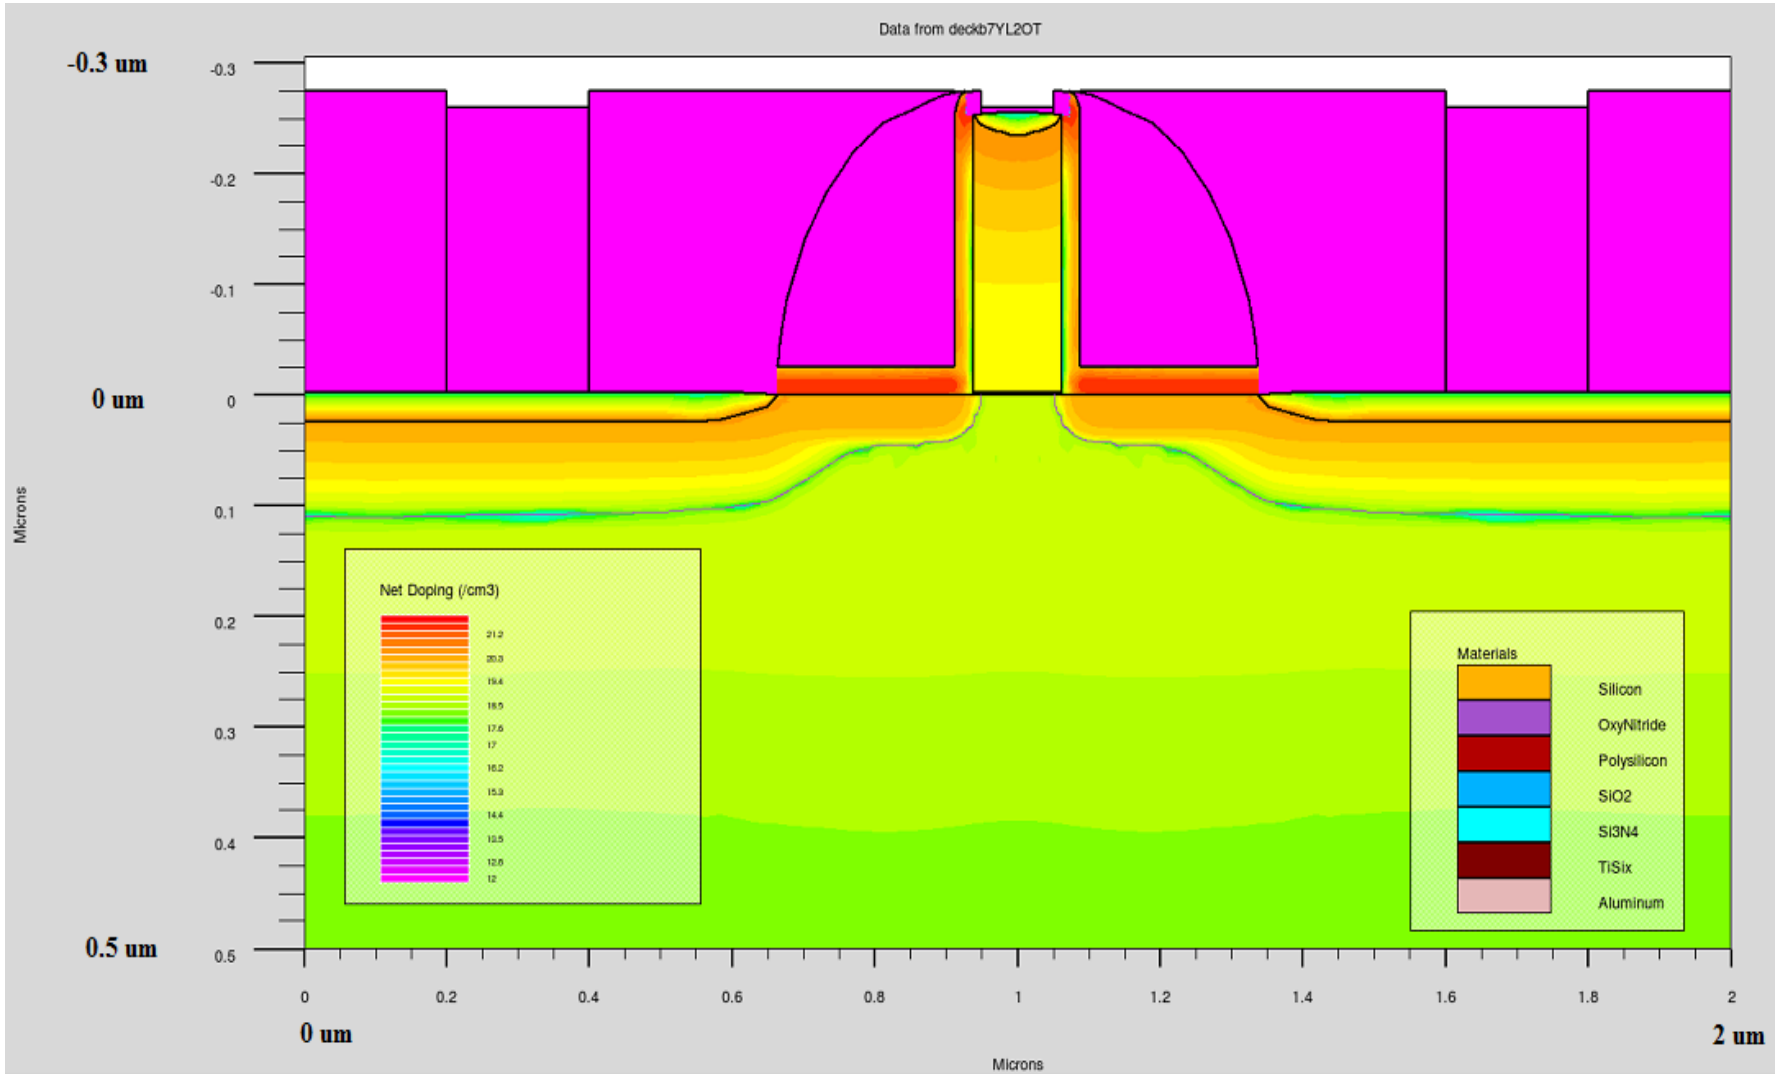 Data from deckb7YL2OT
-0.3 um
-0.3
-0.2
-0.1
0 um
0
0.1
0.2
0.3
0.4
0.5 um
0.5
Microns
Net Doping (/cm3)
21.2
20.3
19.4
18.5
17.6
17
16.2
15.3
14.4
13.5
12.6
12
Materials
Silicon
OxyNitride
Polysilicon
SiO2
Si3N4
TiSix
Aluminum
0 0.2 0.4 0.6 0.8 1 1.2 1.4 1.6 1.8 2
0 um 2 um
Microns